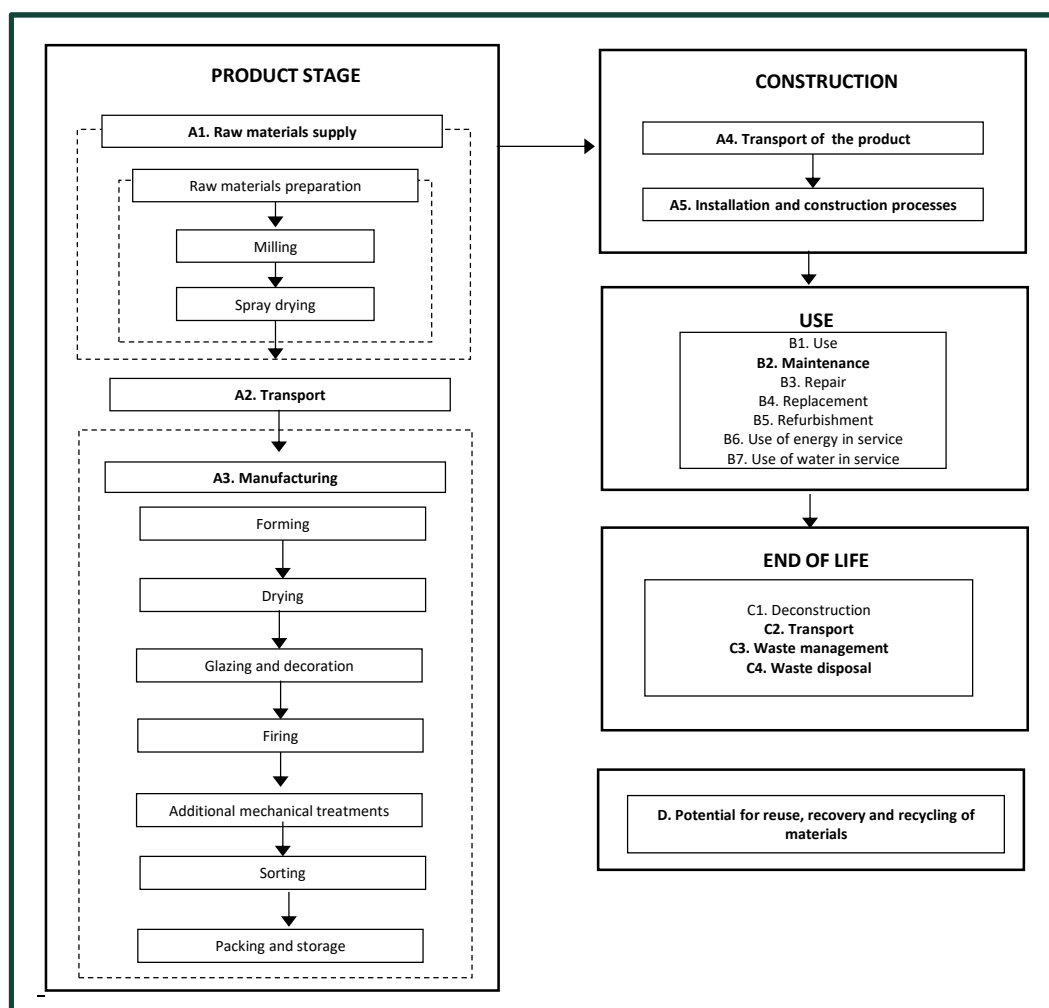 PRODUCT STAGE
A1. Raw materials supply
Raw materials preparation
Milling
Spray drying
A2. Transport
A3. Manufacturing
Forming
Drying
Glazing and decoration
Firing
Additional mechanical treatments
Sorting
Packing and storage
CONSTRUCTION
A4. Transport of the product
A5. Installation and construction processes
USE
B1. Use
B2. Maintenance
B3. Repair
B4. Replacement
B5. Refurbishment
B6. Use of energy in service
B7. Use of water in service
END OF LIFE
C1. Deconstruction
C2. Transport
C3. Waste management
C4. Waste disposal
D. Potential for reuse, recovery and recycling of
materials